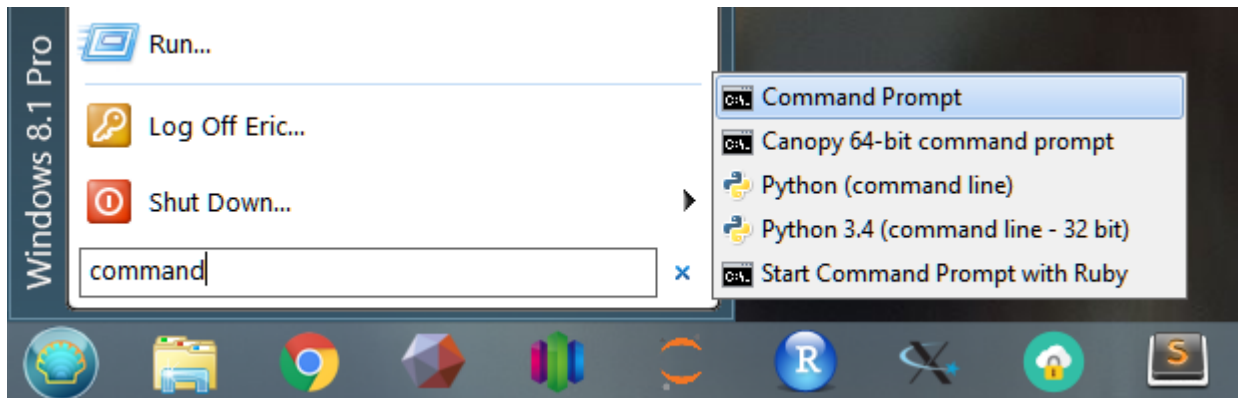 Windows 8.1 Pro
Run...
Log Off Eric...
Shut Down...
command
Command Prompt
Canopy 64-bit command prompt
Python (command line)
Python 3.4 (command line - 32 bit)
Start Command Prompt with Ruby
C:\.
C:\.
C:\.
R
S